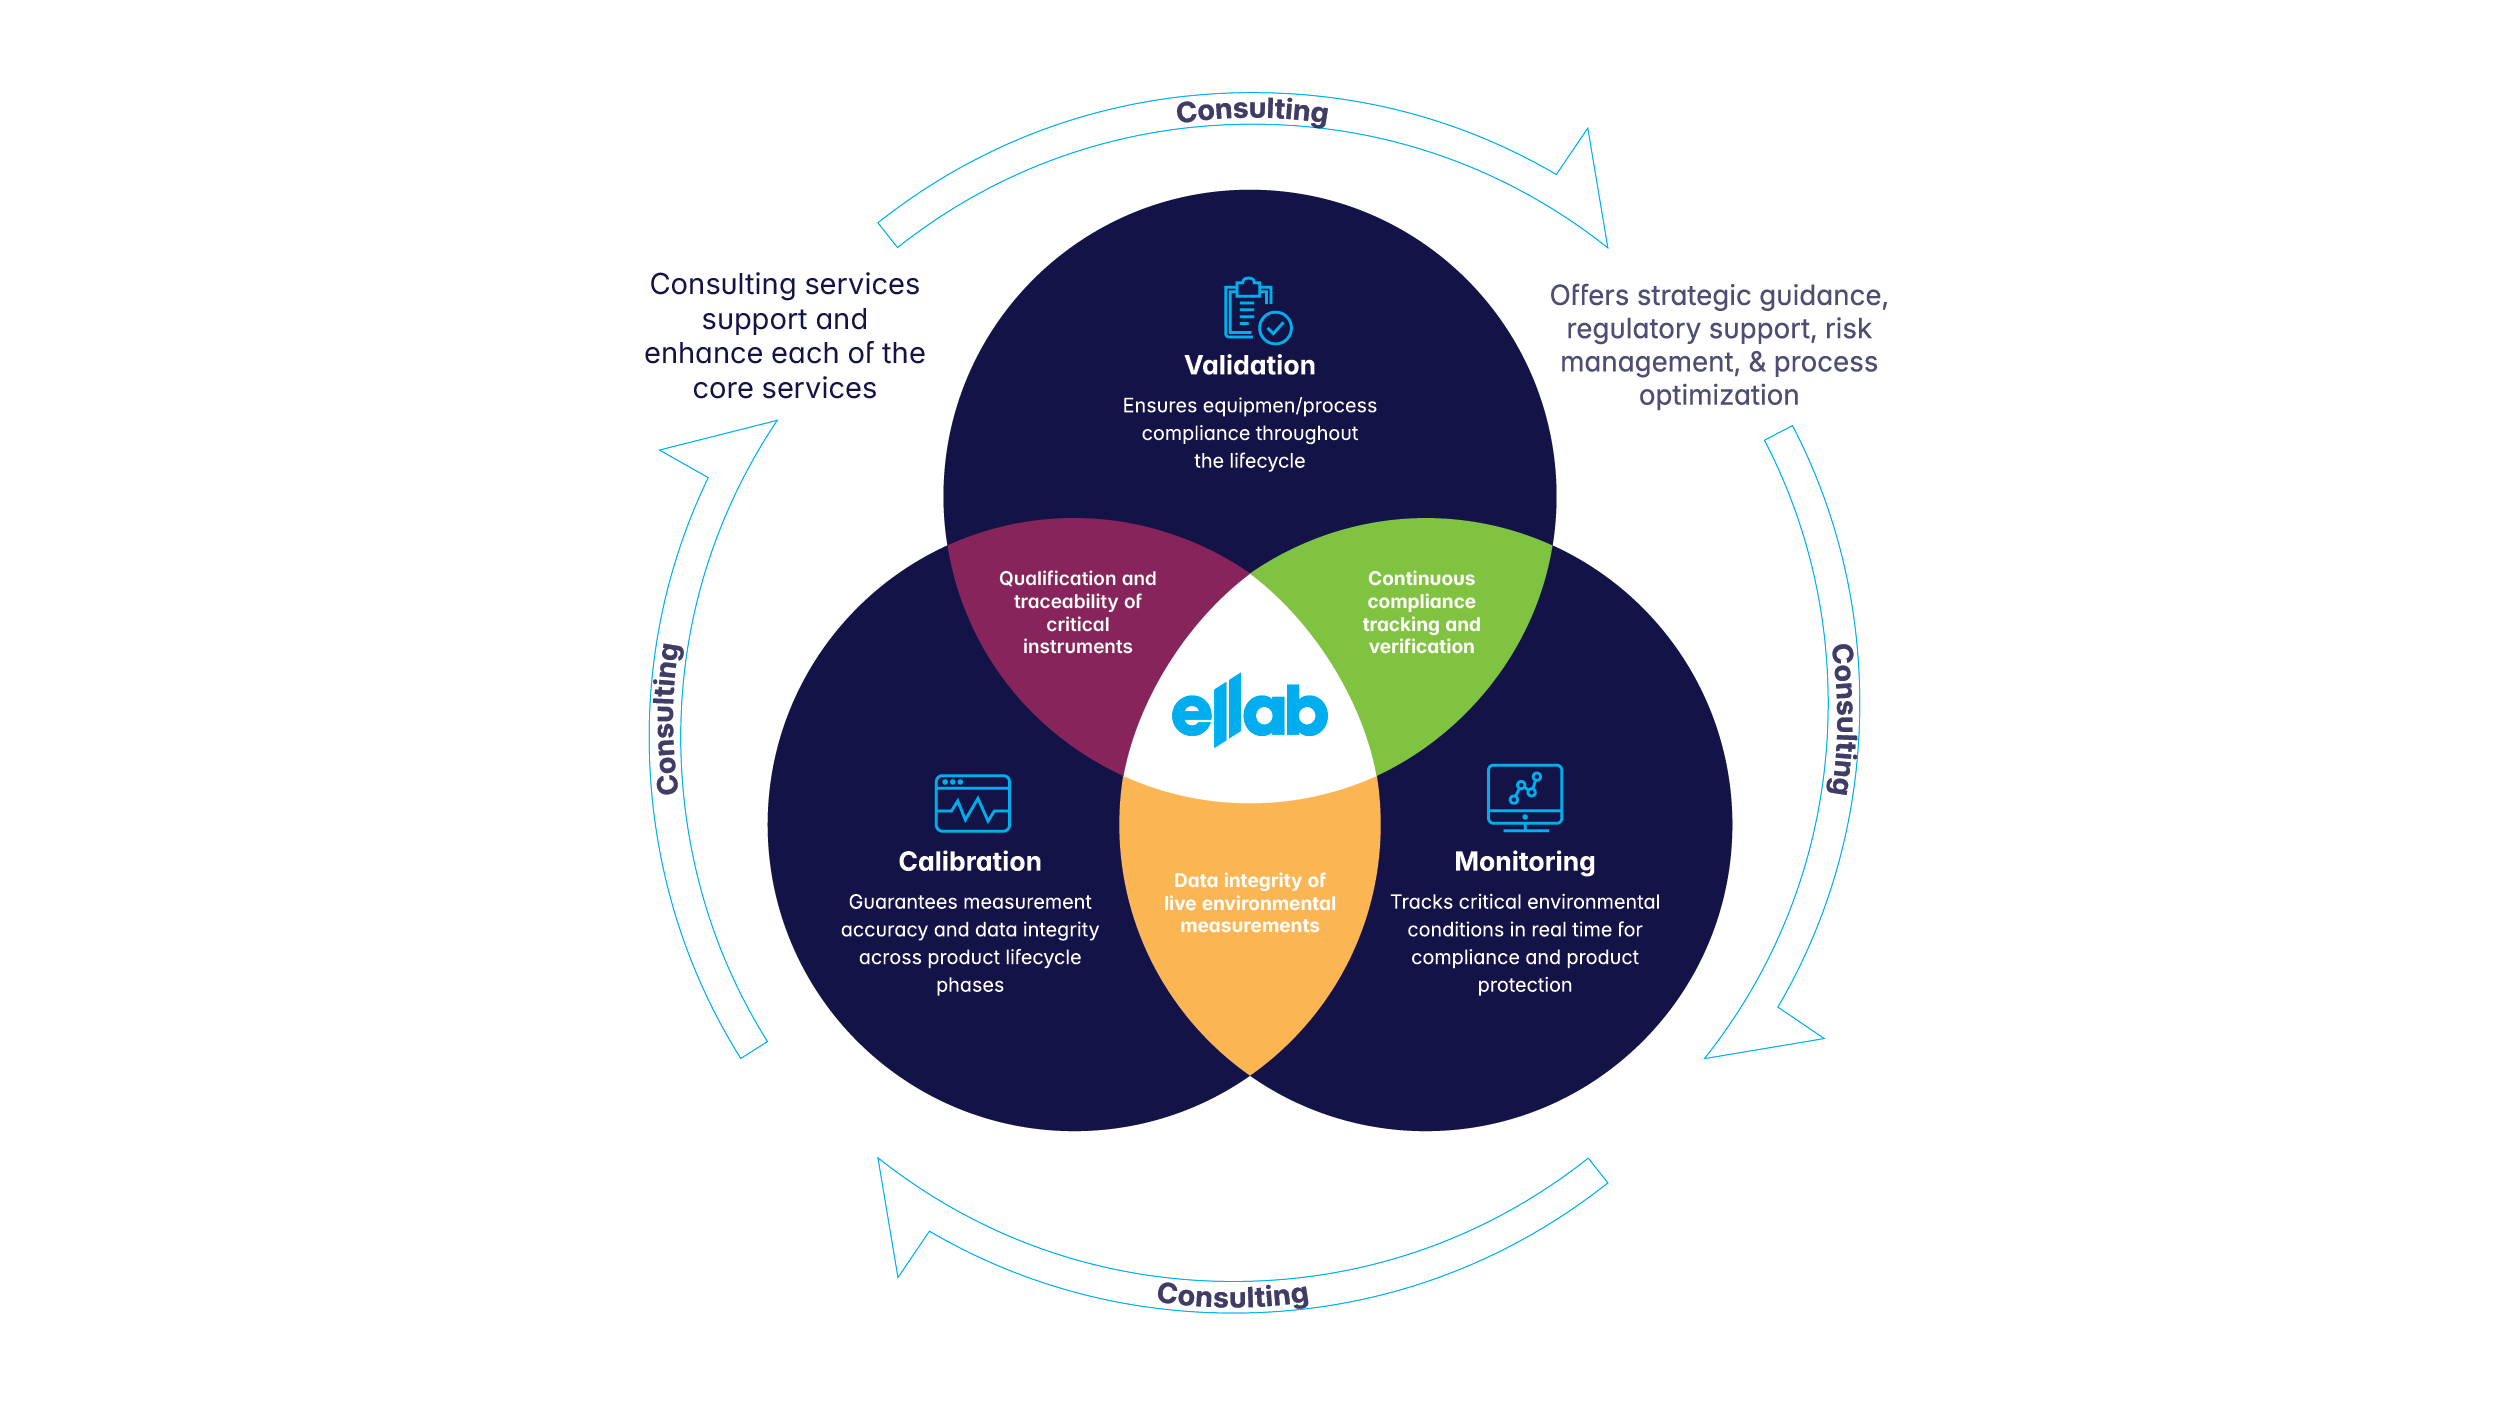 Consulting
Consulting services
support and
enhance each of the
core services
Offers strategic guidance,
regulatory support, risk
management, & process
optimization
Validation
Ensures equipmen/process
compliance throughout
the lifecycle
Qualification and
traceability of
critical
instruments
Continuous
compliance
tracking and
verification
Consulting
ellab
Consulting
Calibration
Guarantees measurement
accuracy and data integrity
across product lifecycle
phases
Data integrity of
live environmental
measurements
Monitoring
Tracks critical environmental
conditions in real time for
compliance and product
protection
Consulting